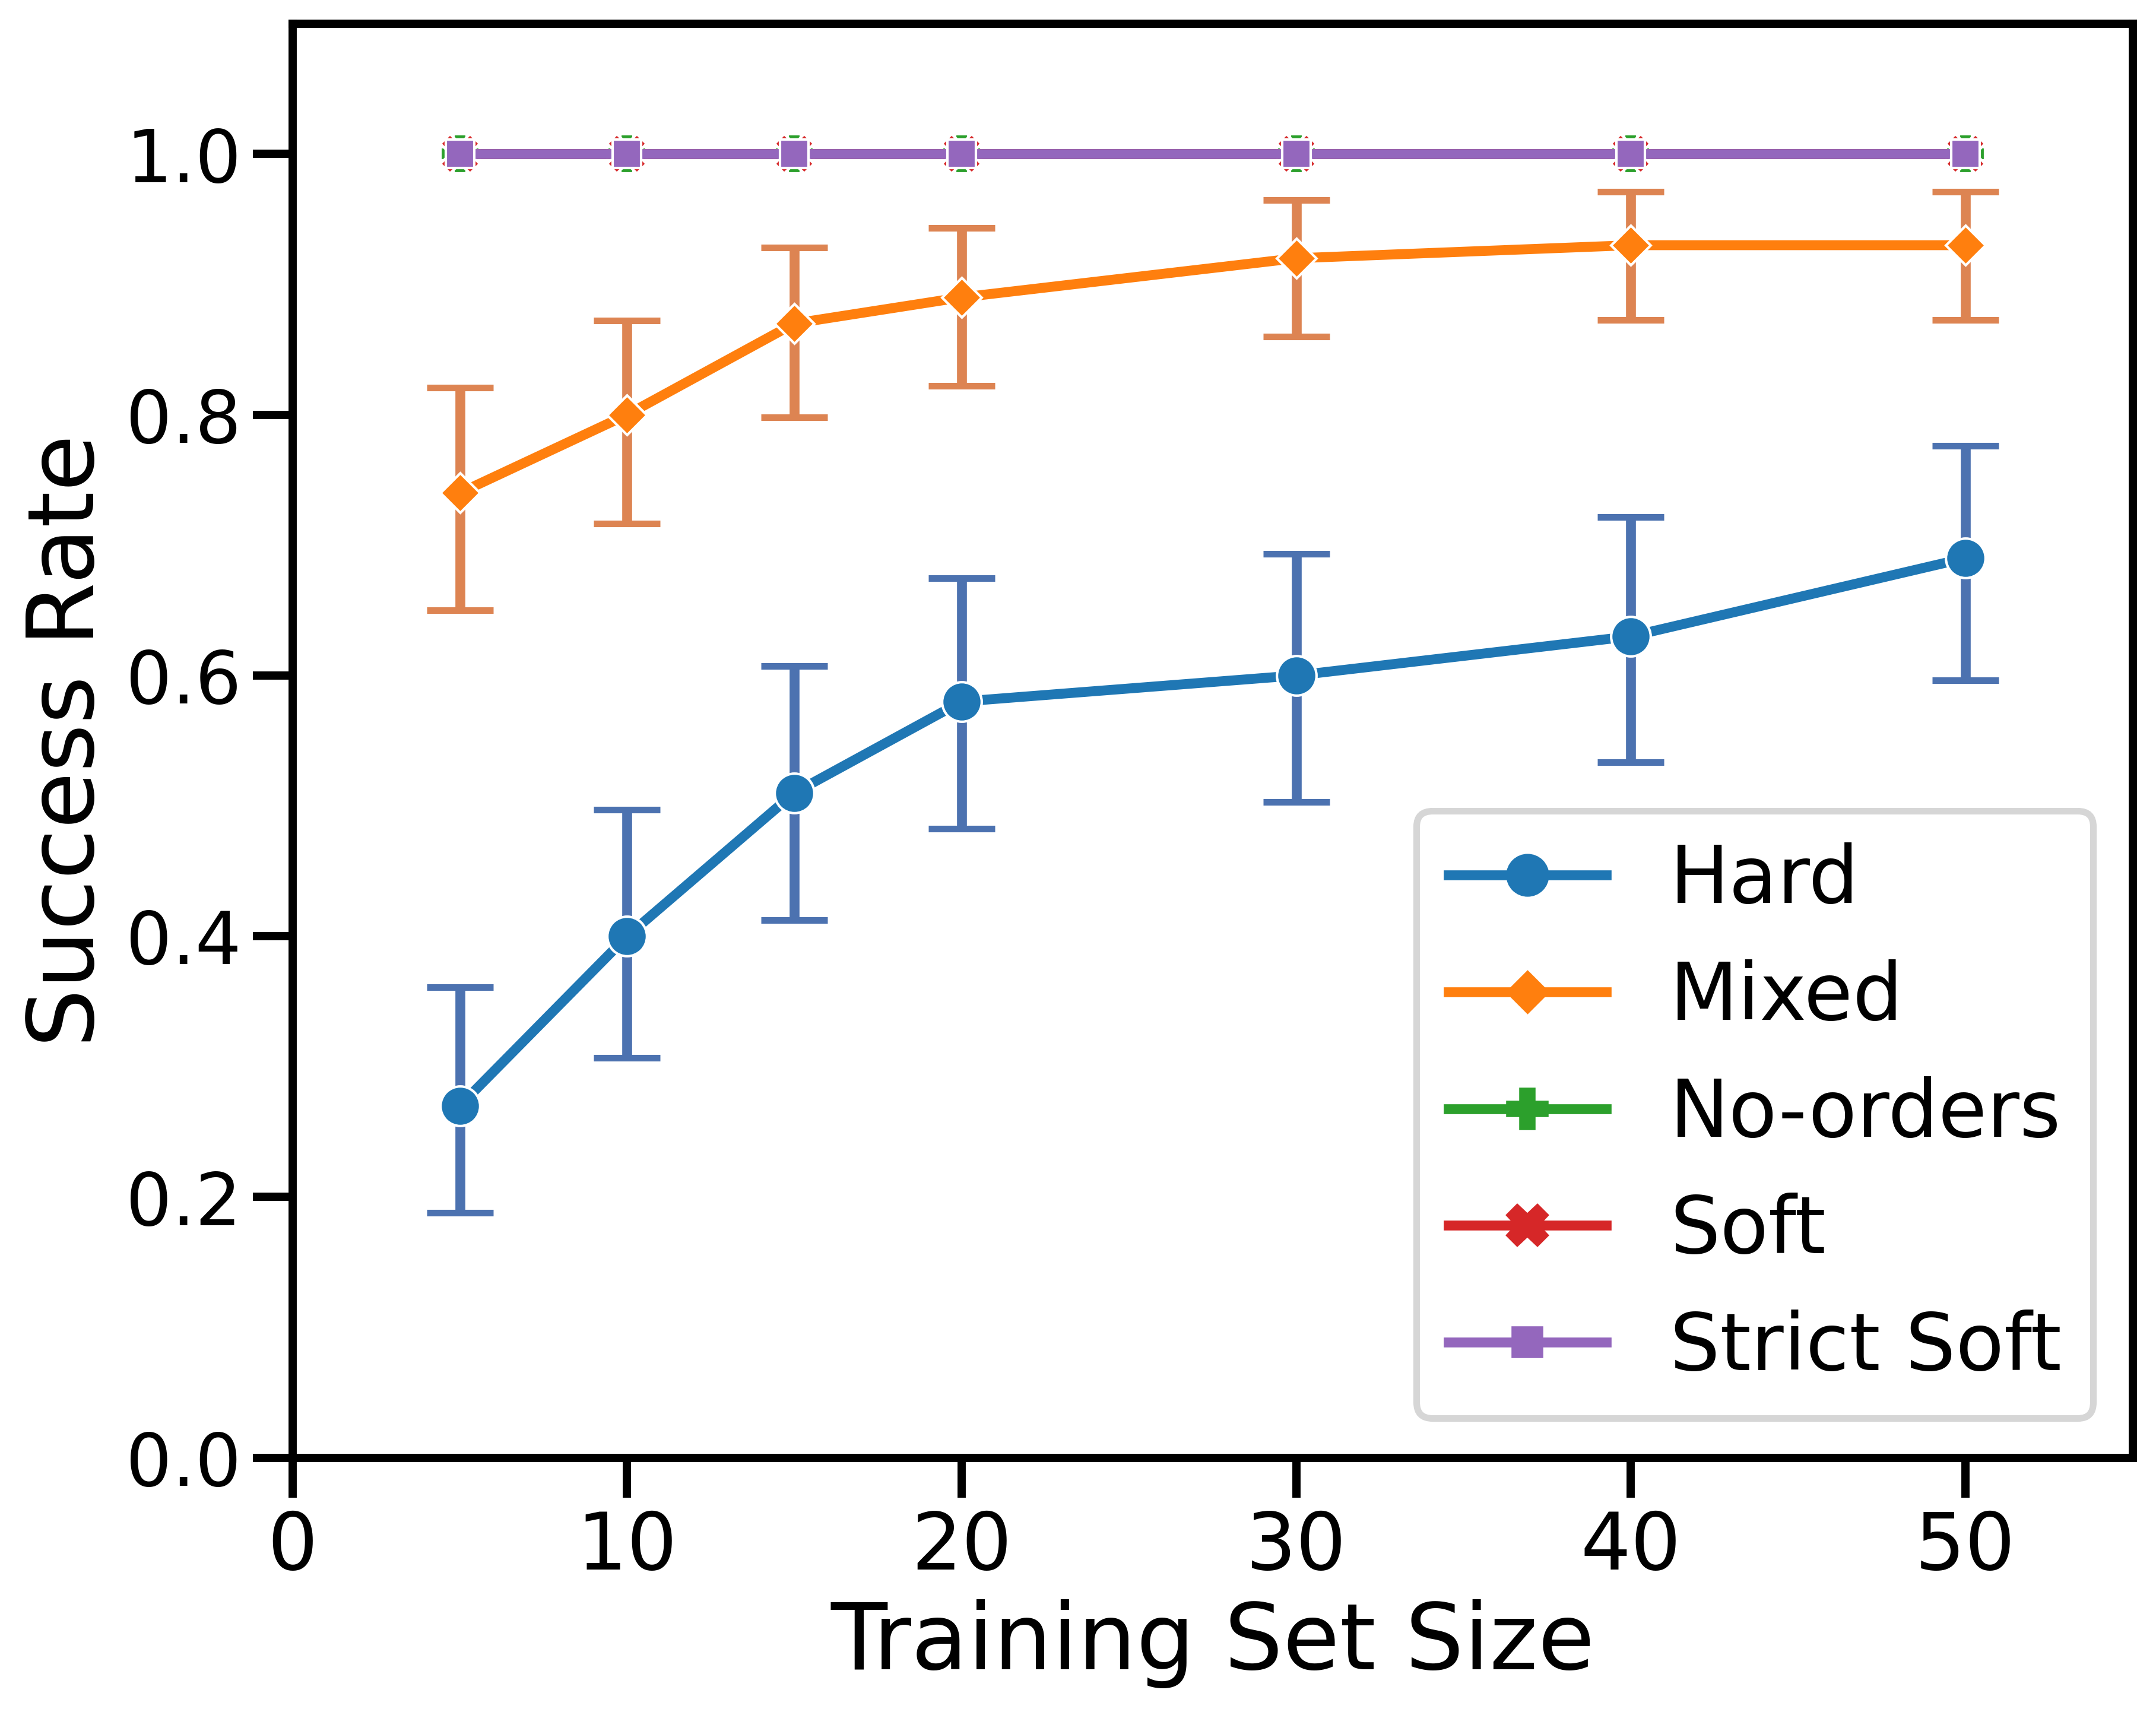 Success Rate
1.0
0.8
0.6
0.4
0.2
0.0
0
10
20
30
40
50
Training Set Size
Hard
Mixed
No-orders
Soft
Strict Soft